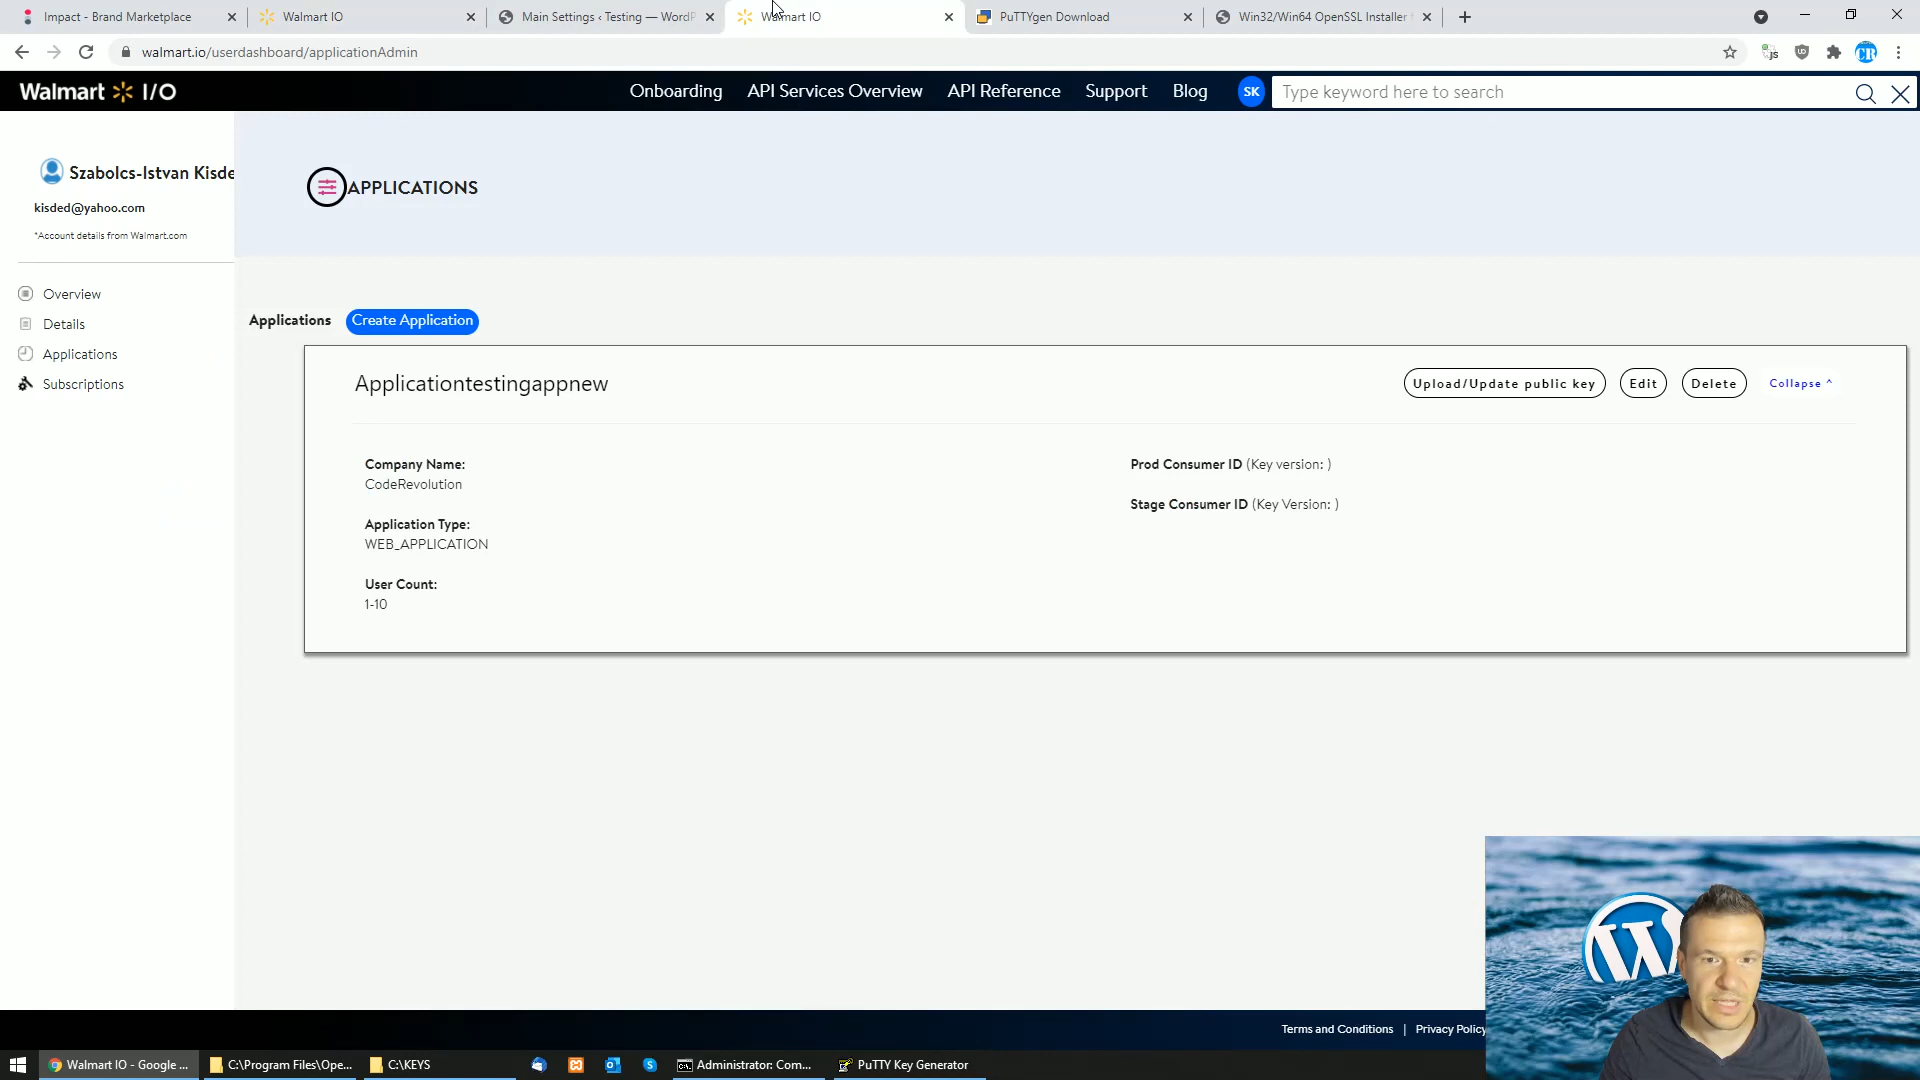 Impact - Brand Marketplace
Walmart IO
Main Settings ‹ Testing — WordP
Walmart IO
PuTTYgen Download
Win32/Win64 OpenSSL Installer
walmart.io/userdashboard/applicationAdmin
Walmart I/O
Onboarding
API Services Overview
API Reference
Support
Blog
SK
Type keyword here to search
Szabolcs-Istvan Kisde
kisded@yahoo.com
*Account details from Walmart.com
Overview
Details
Applications
Subscriptions
APPLICATIONS
Applications
Create Application
Applicationtestingappnew
Upload/Update public key
Edit
Delete
Collapse ^
Company Name:
CodeRevolution
Application Type:
WEB_APPLICATION
User Count:
1-10
Prod Consumer ID (Key version: )
Stage Consumer ID (Key Version: )
Terms and Conditions | Privacy Policy
Walmart IO - Google ...
C:\Program Files\Ope...
C:\KEYS
Administrator: Com...
PuTTY Key Generator